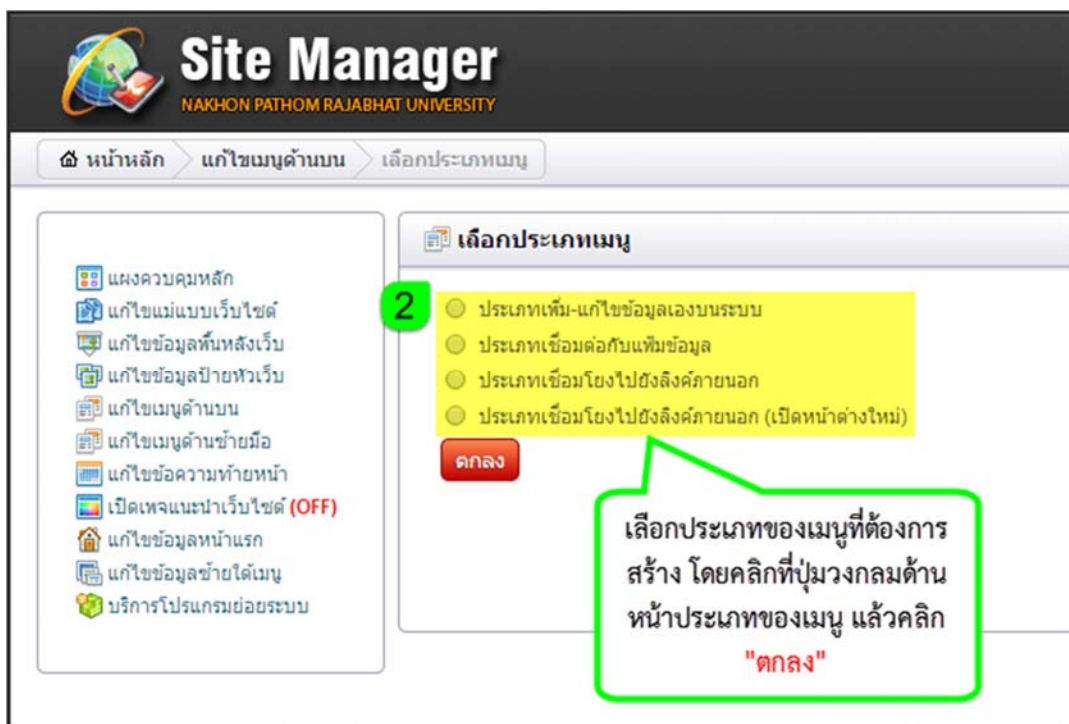 Site Manager
NAKHON PATHOM RAJABHAT UNIVERSITY
หน้าหลัก แก้ไขเมนูด้านบน เลือกประเภทเมนู
แผงควบคุมหลัก
แก้ไขแม่แบบเว็บไซต์
แก้ไขข้อมูลพื้นหลังเว็บ
แก้ไขข้อมูลป้ายหัวเว็บ
แก้ไขเมนูด้านบน
แก้ไขเมนูด้านซ้ายมือ
แก้ไขข้อความท้ายหน้า
เปิดเพจแนะนำเว็บไซต์ (OFF)
แก้ไขข้อมูลหน้าแรก
แก้ไขข้อมูลซ้ายใต้เมนู
บริการโปรแกรมย่อยระบบ
เลือกประเภทเมนู
2
ประเภทเพิ่ม-แก้ไขข้อมูลเองบนระบบ
ประเภทเชื่อมต่อกับแฟ้มข้อมูล
ประเภทเชื่อมโยงไปยังลิงค์ภายนอก
ประเภทเชื่อมโยงไปยังลิงค์ภายนอก (เปิดหน้าต่างใหม่)
ตกลง
เลือกประเภทของเมนูที่ต้องการ
สร้าง โดยคลิกที่ปุ่มวงกลมด้าน
หน้าประเภทของเมนู แล้วคลิก
"ตกลง"